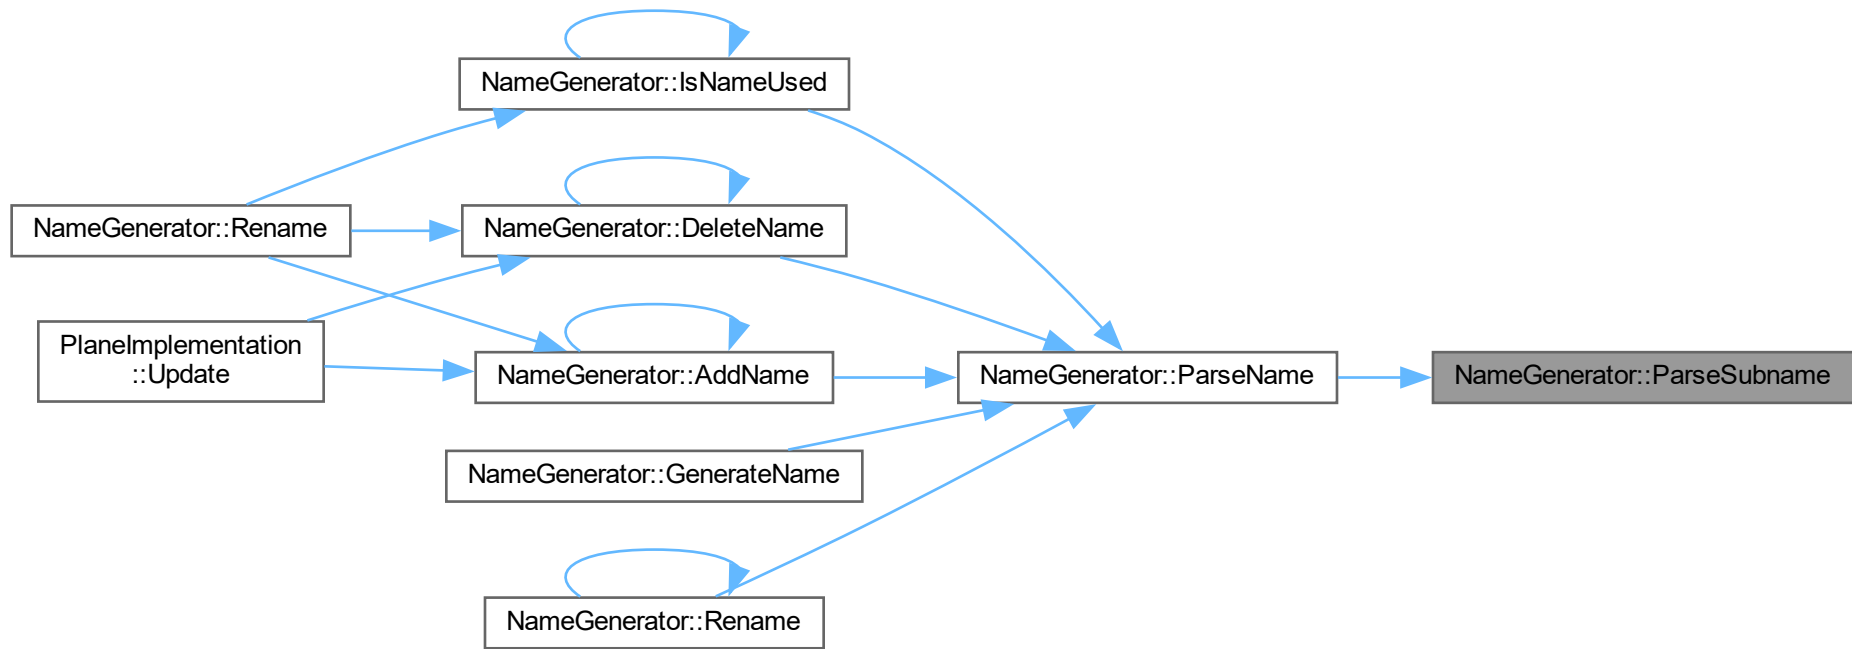 NameGenerator::IsNameUsed
NameGenerator::Rename
NameGenerator::DeleteName
PlaneImplementation
::Update
NameGenerator::AddName
NameGenerator::ParseName
NameGenerator::ParseSubname
NameGenerator::GenerateName
NameGenerator::Rename